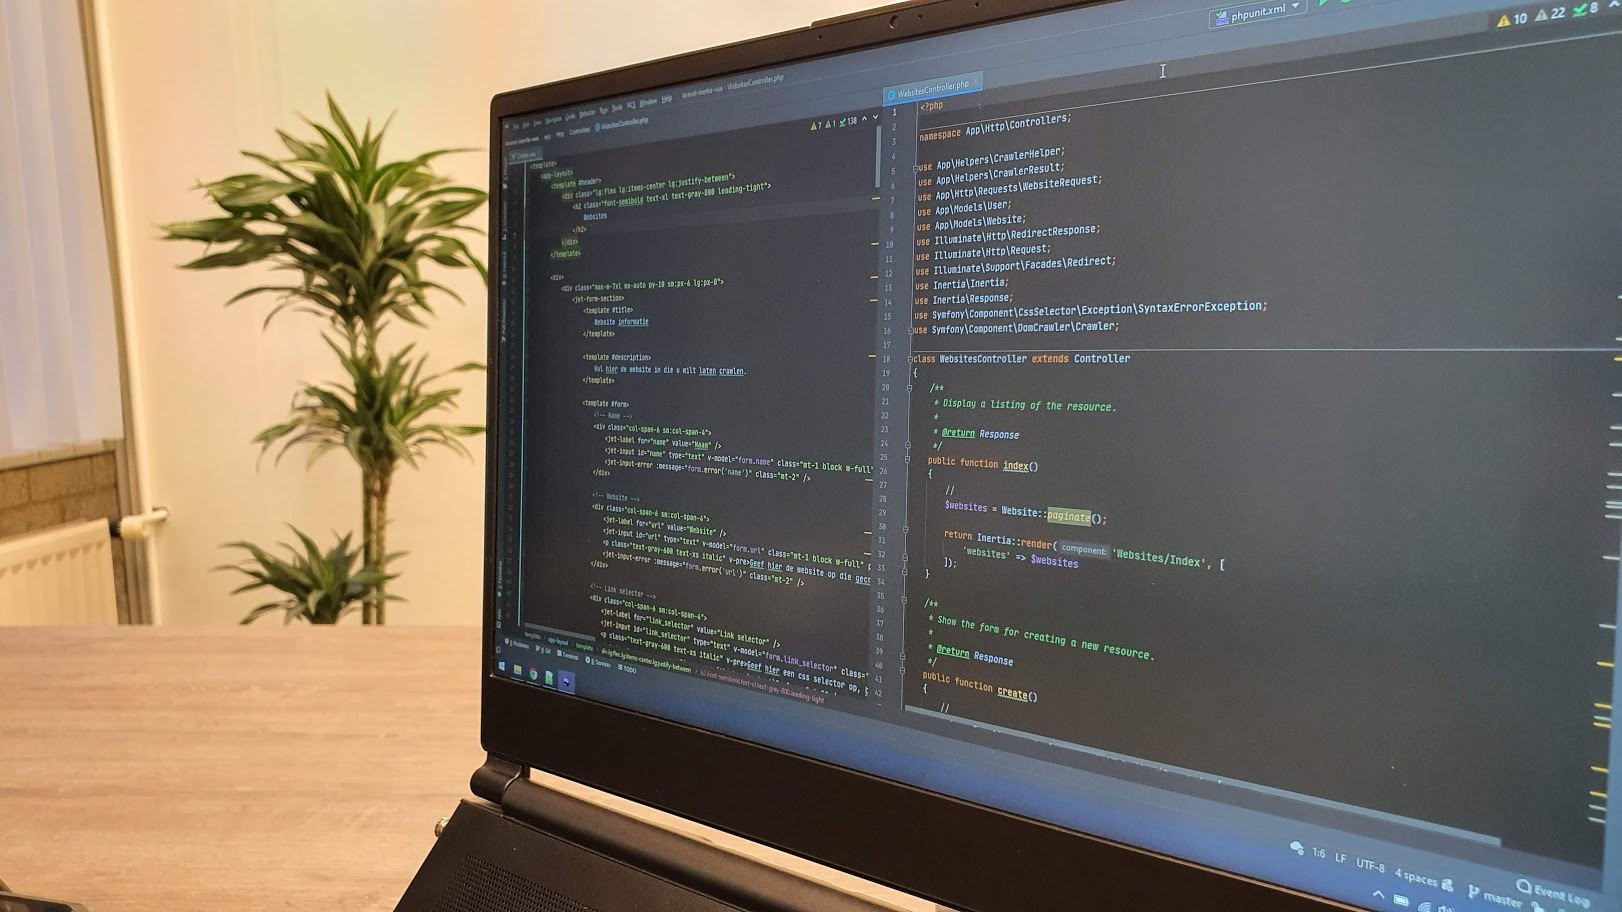 File Edit View Navigate Code Refactor Run Tools VCS Window Help laravel-inertia-vue - WebsitesController.php
app Http Controllers WebsitesController.php
Create.vue
7 1 138
<template>
<app-layout>
<template #header>
<div class="lg:flex lg:items-center lg:justify-between">
<h2 class="font-semibold text-xl text-gray-800 leading-tight">
Websites
</h2>
</div>
</template>
<div>
<div class="max-w-7xl mx-auto py-10 sm:px-6 lg:px-8">
<jet-form-section>
<template #title>
Website informatie
</template>
<template #description>
Vul hier de website in die u wilt laten crawlen.
</template>
<template #form>
<!-- Name -->
<div class="col-span-6 sm:col-span-4">
<jet-label for="name" value="Naam" />
<jet-input id="name" type="text" v-model="form.name" class="mt-1 block w-full"
<jet-input-error :message="form.error('name')" class="mt-2" />
</div>
<!-- Website -->
<div class="col-span-6 sm:col-span-4">
<jet-label for="url" value="Website" />
<jet-input id="url" type="text" v-model="form.url" class="mt-1 block w-full"
<p class="text-gray-600 text-xs italic" v-pre>Geef hier de website op die gecr
<jet-input-error :message="form.error('url')" class="mt-2" />
</div>
<!-- Link selector -->
<div class="col-span-6 sm:col-span-4">
<jet-label for="link_selector" value="Link selector" />
<jet-input id="link_selector" type="text" v-model="form.link_selector" class=
<p class="text-gray-600 text-xs italic" v-pre>Geef hier een css selector op,
template app-layout template div.lg:flex.lg:items-center.lg:justify-between h2.font-semibold.text-xl.text-gray-800.leading-tight
Problems Git Terminal Services TODO
phpunit.xml
10 22 8
WebsitesController.php
1 <?php
2
3 namespace App\Http\Controllers;
4
5 use App\Helpers\CrawlerHelper;
6 use App\Helpers\CrawlerResult;
7 use App\Http\Requests\WebsiteRequest;
8 use App\Models\User;
9 use App\Models\Website;
10 use Illuminate\Http\RedirectResponse;
11 use Illuminate\Http\Request;
12 use Illuminate\Support\Facades\Redirect;
13 use Inertia\Inertia;
14 use Inertia\Response;
15 use Symfony\Component\CssSelector\Exception\SyntaxErrorException;
16 use Symfony\Component\DomCrawler\Crawler;
17
18 class WebsitesController extends Controller
19 {
20 /**
21 * Display a listing of the resource.
22 *
23 * @return Response
24 */
25 public function index()
26 {
27 //
28 $websites = Website::paginate();
29
30 return Inertia::render( component: 'Websites/Index', [
31 'websites' => $websites
32 ]);
33 }
34
35 /**
36 * Show the form for creating a new resource.
37 *
38 * @return Response
39 */
40 public function create()
41 {
42 //
1:6 LF UTF-8 4 spaces master Event Log